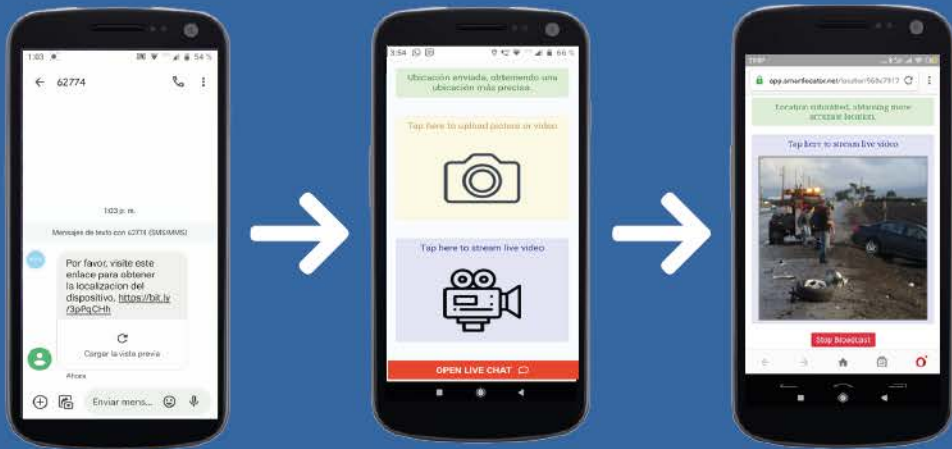 1:03
54 %
62774
1:03 p. m.
Mensajes de texto con 62774 (SMS/MMS)
Por favor, visite este
enlace para obtener
la localizacion del
dispositivo, https://bit.ly
/3pPqCHh
Cargar la vista previa
Ahora
Enviar mens...
3:54
66 %
Ubicación enviada, obteniendo una
ubicación más precisa.
Tap here to upload picture or video
Tap here to stream live video
OPEN LIVE CHAT
Location submitted, obtaining more
accurate location.
Tap here to stream live video
Stop Broadcast